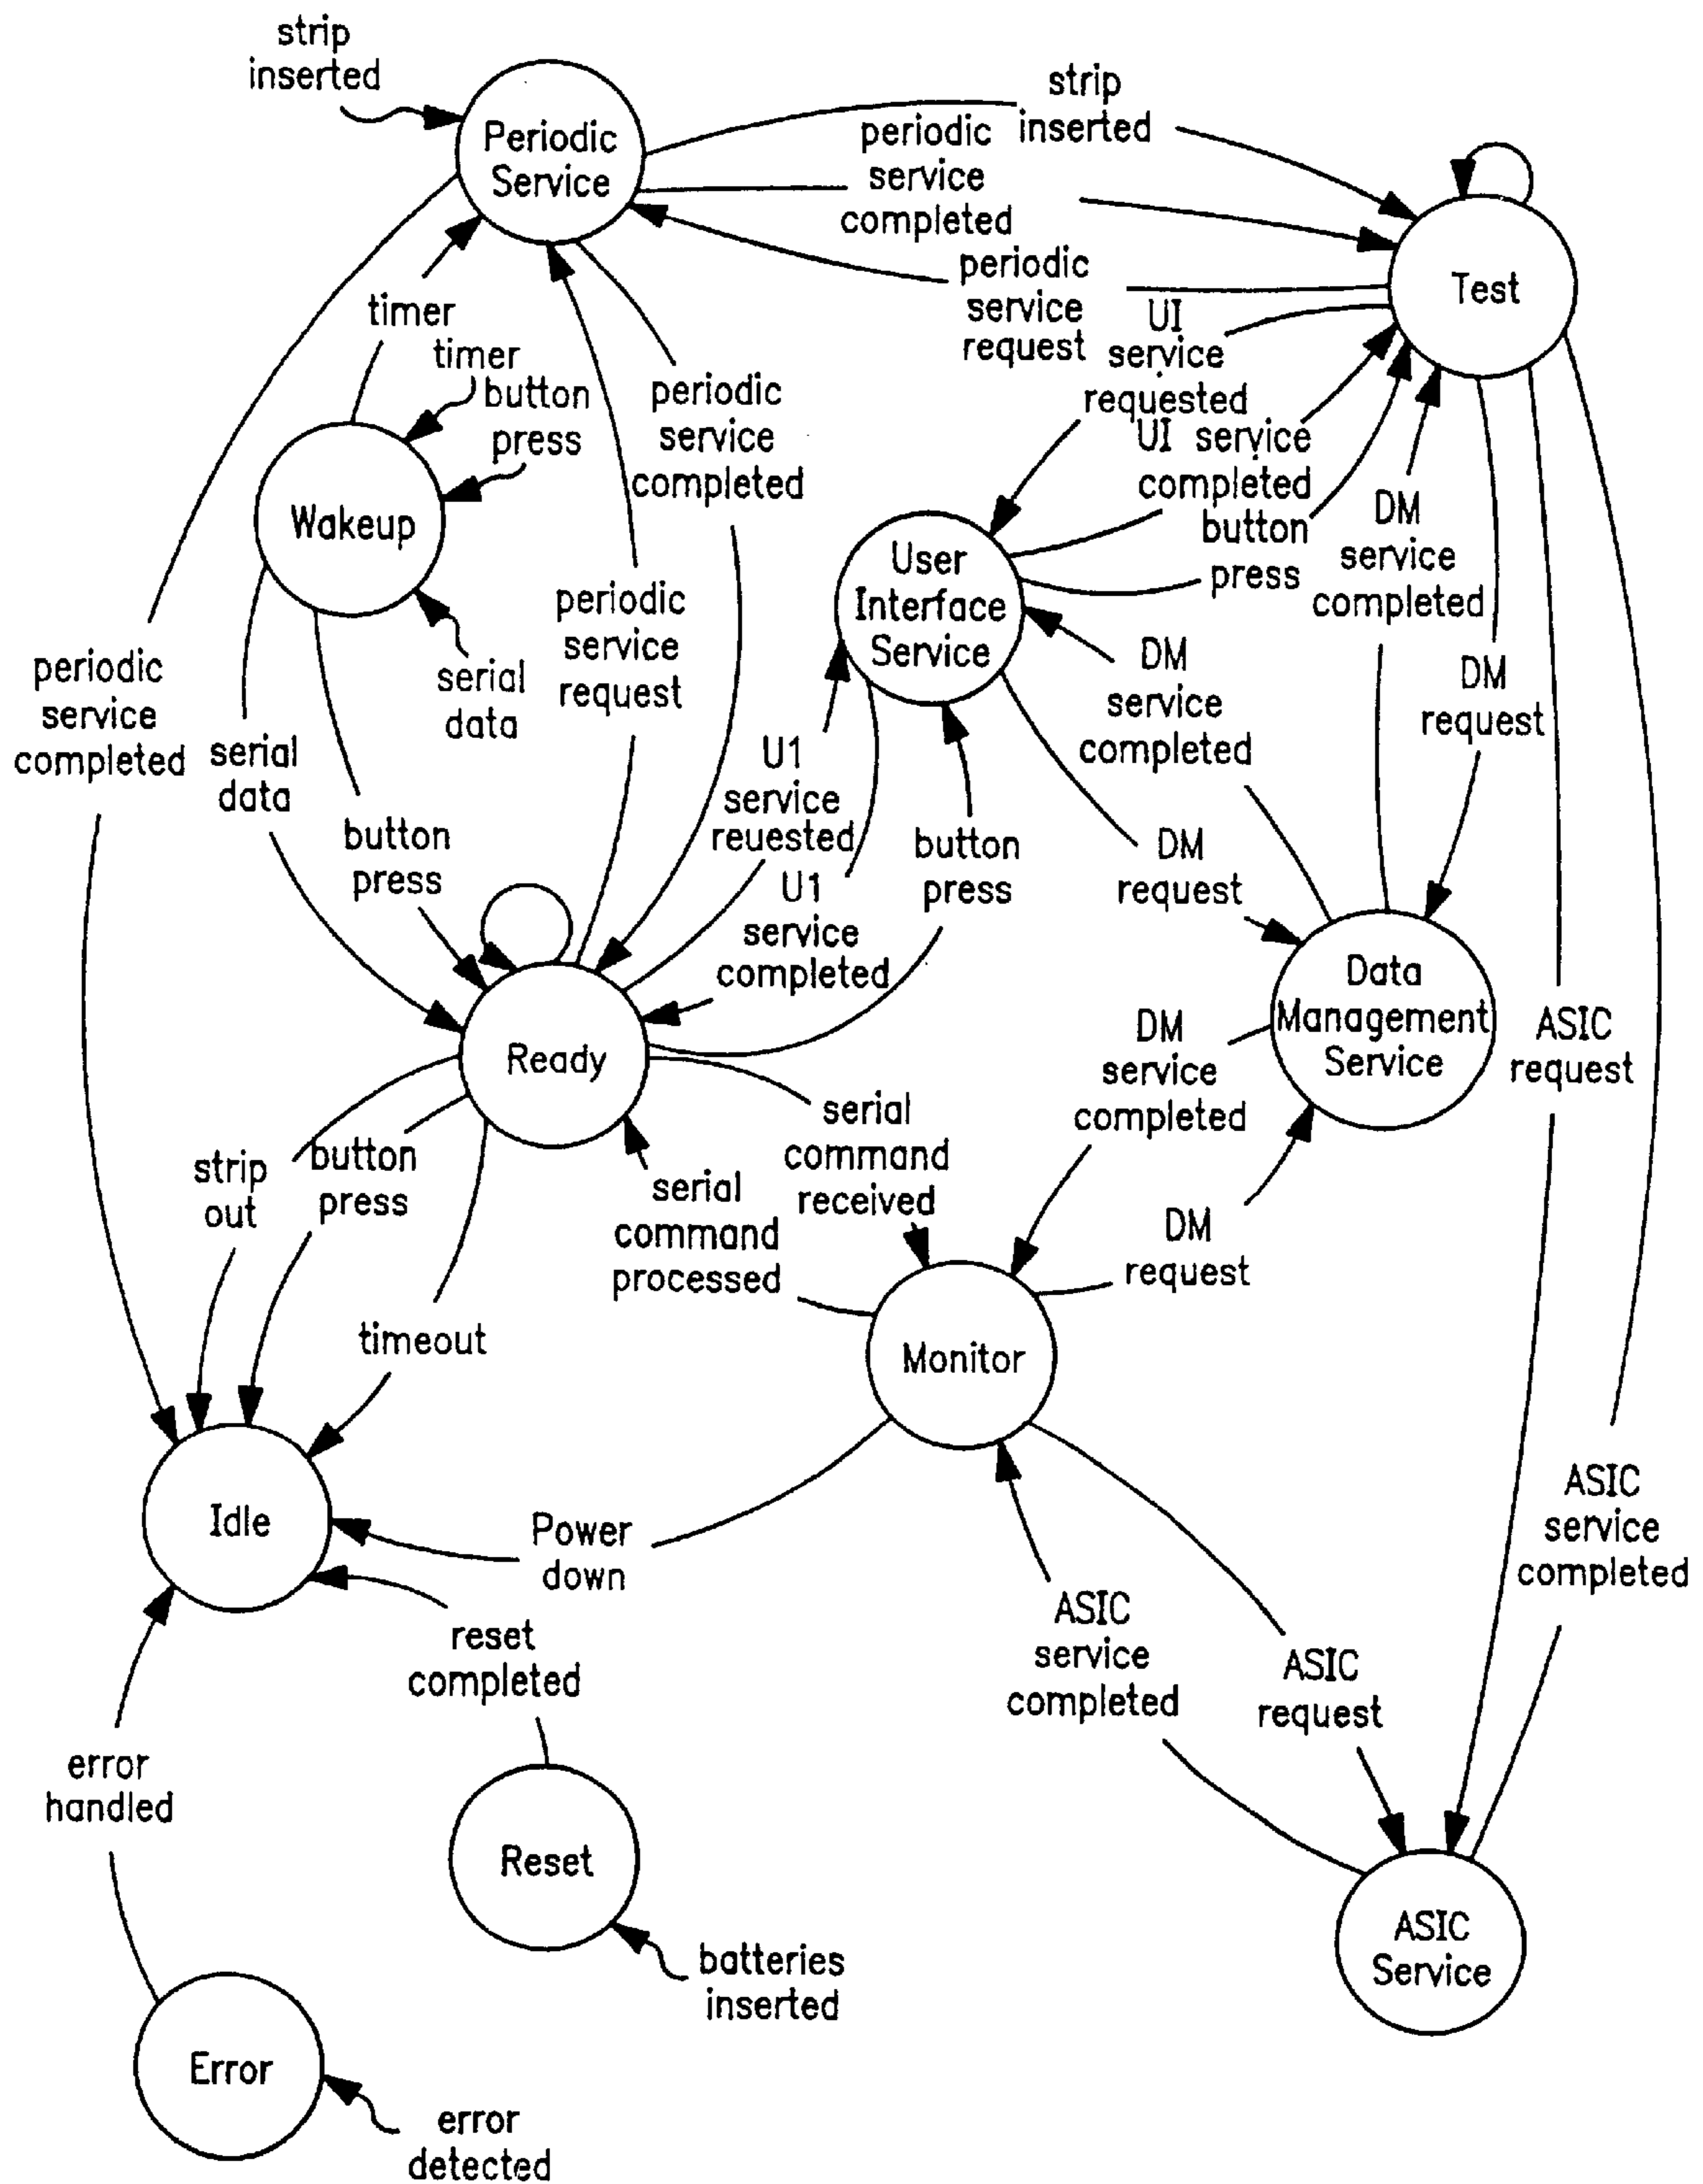 strip
inserted
Periodic
Service
strip
inserted
periodic
service
completed
periodic
service
request
Test
UI
service
requested
UI service
completed
button
press
DM
service
completed
DM
request
timer
timer
button
press
Wakeup
serial
data
periodic
service
completed
periodic
service
request
User
Interface
Service
DM
service
completed
DM
request
periodic
service
completed
serial
data
button
press
U1
service
reuested
U1
service
completed
button
press
Ready
Data
Management
Service
ASIC
request
DM
service
completed
DM
request
strip
out
button
press
timeout
serial
command
processed
serial
command
received
Monitor
Idle
Power
down
reset
completed
ASIC
service
completed
ASIC
request
ASIC
service
completed
error
handled
Reset
batteries
inserted
ASIC
Service
Error
error
detected